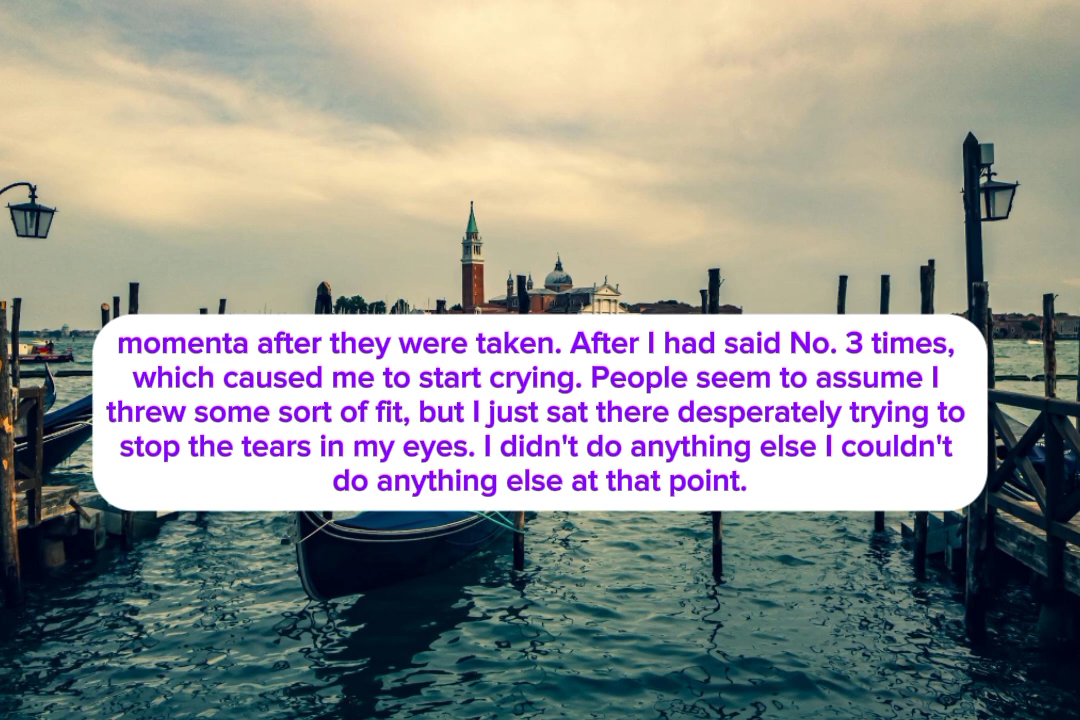 momenta after they were taken. After I had said No. 3 times,
which caused me to start crying. People seem to assume I
threw some sort of fit, but I just sat there desperately trying to
stop the tears in my eyes. I didn't do anything else I couldn't
do anything else at that point.